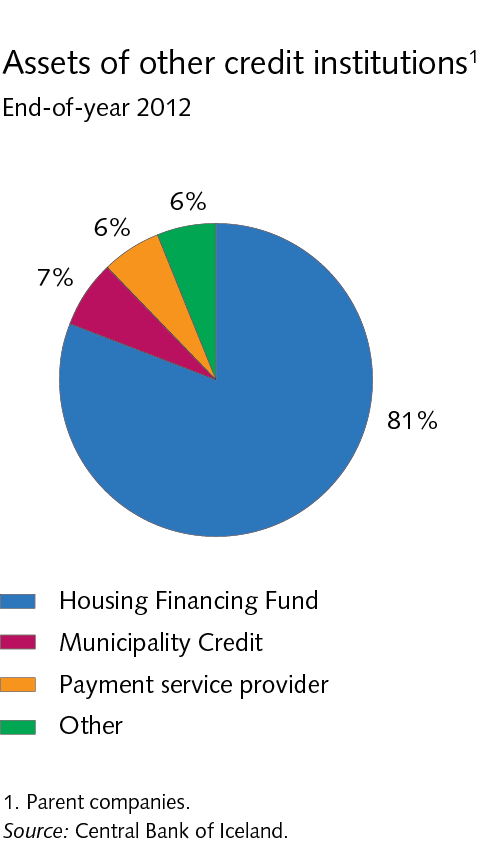 Assets of other credit institutions¹
End-of-year 2012
6%
6%
7%
81%
Housing Financing Fund
Municipality Credit
Payment service provider
Other
1. Parent companies.
Source: Central Bank of Iceland.